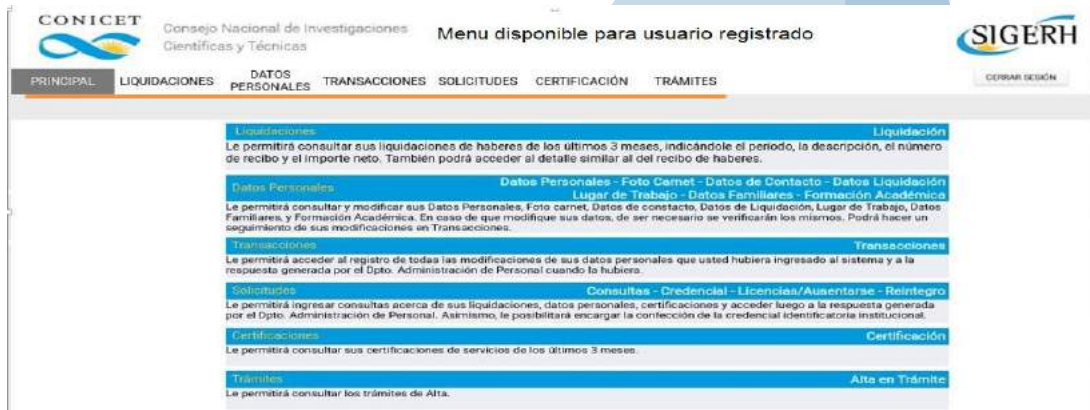 CONICET
Consejo Nacional de Investigaciones
Científicas y Técnicas
Menu disponible para usuario registrado
SIGERH
PRINCIPAL LIQUIDACIONES DATOS PERSONALES TRANSACCIONES SOLICITUDES CERTIFICACIÓN TRÁMITES
CERRAR SESIÓN
Liquidaciones Liquidación
Le permitirá consultar sus liquidaciones de haberes de los últimos 3 meses, indicándole el periodo, la descripción, el número
de recibo y el importe neto. También podrá acceder al detalle similar al del recibo de haberes.
Datos Personales Datos Personales - Foto Carnet - Datos de Contacto - Datos Liquidación
Lugar de Trabajo - Datos Familiares - Formación Académica
Le permitirá consultar y modificar sus Datos Personales, Foto carnet, Datos de constacto, Datos de Liquidación, Lugar de Trabajo, Datos
Familiares, y Formación Académica. En caso de que modifique sus datos, de ser necesario se verificarán los mismos. Podrá hacer un
seguimiento de sus modificaciones en Transacciones.
Transacciones Transacciones
Le permitirá acceder al registro de todas las modificaciones de sus datos personales que usted hubiera ingresado al sistema y a la
respuesta generada por el Dpto. Administración de Personal cuando la hubiera.
Solicitudes Consultas - Credencial - Licencias/Ausentarse - Reintegro
Le permitirá ingresar consultas acerca de sus liquidaciones, datos personales, certificaciones y acceder luego a la respuesta generada
por el Dpto. Administración de Personal. Asimismo, le posibilitará encargar la confección de la credencial identificatoria institucional.
Certificaciones Certificación
Le permitirá consultar sus certificaciones de servicios de los últimos 3 meses.
Trámites Alta en Trámite
Le permitirá consultar los trámites de Alta.